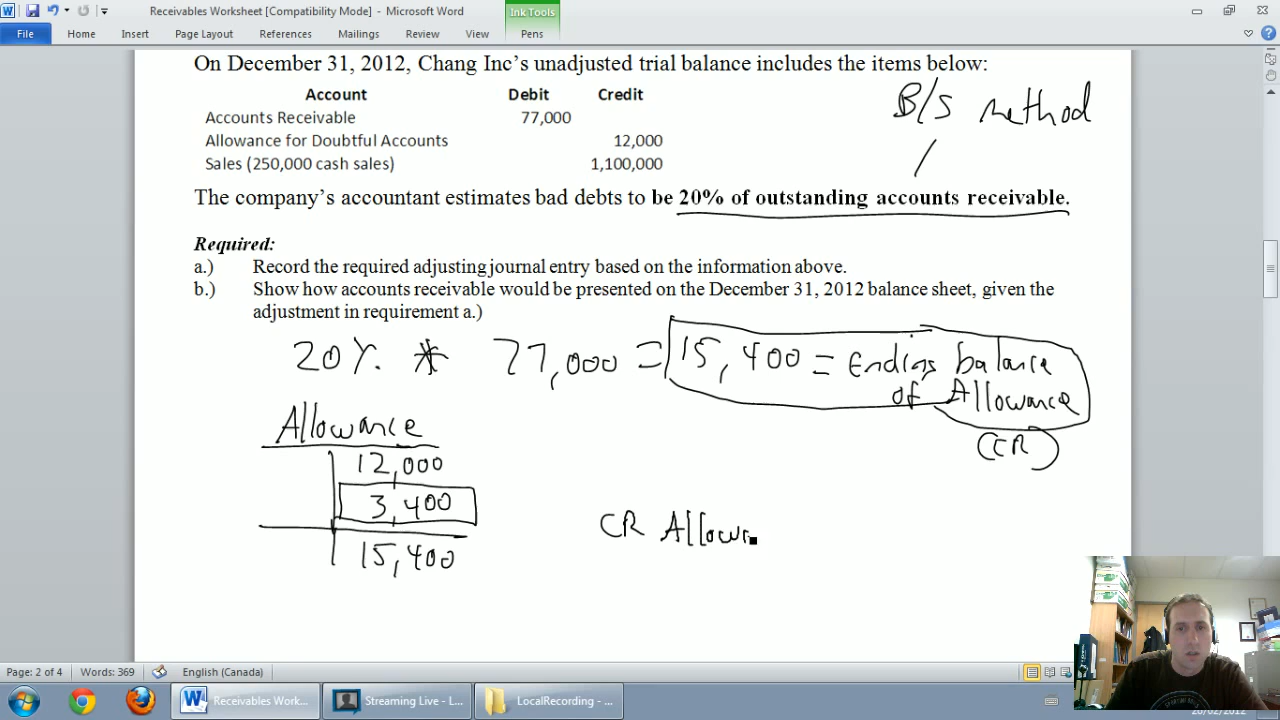 Receivables Worksheet [Compatibility Mode] - Microsoft Word
Ink Tools
File Home Insert Page Layout References Mailings Review View Pens
On December 31, 2012, Chang Inc's unadjusted trial balance includes the items below:
B/S method
Account Debit Credit
Accounts Receivable 77,000
Allowance for Doubtful Accounts 12,000
Sales (250,000 cash sales) 1,100,000
The company's accountant estimates bad debts to be 20% of outstanding accounts receivable.
Required:
a.) Record the required adjusting journal entry based on the information above.
b.) Show how accounts receivable would be presented on the December 31, 2012 balance sheet, given the
adjustment in requirement a.)
20% * 77,000 = 15,400 = Ending balance
of Allowance
(CR)
Allowance
12,000
3,400
15,400
CR Allowa
Page: 2 of 4 Words: 369 English (Canada)
Receivables Work... Streaming Live - L... LocalRecording - ...
20/02/2012